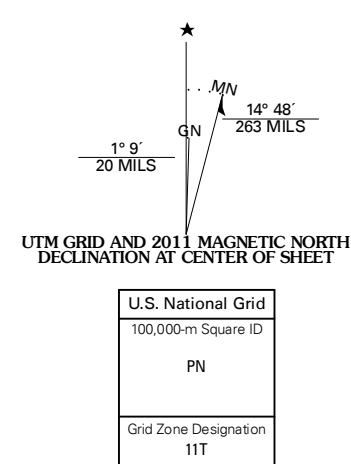 ★
MN
GN
14° 48´
263 MILS
1° 9´
20 MILS
UTM GRID AND 2011 MAGNETIC NORTH
DECLINATION AT CENTER OF SHEET
U.S. National Grid
100,000-m Square ID
PN
Grid Zone Designation
11T